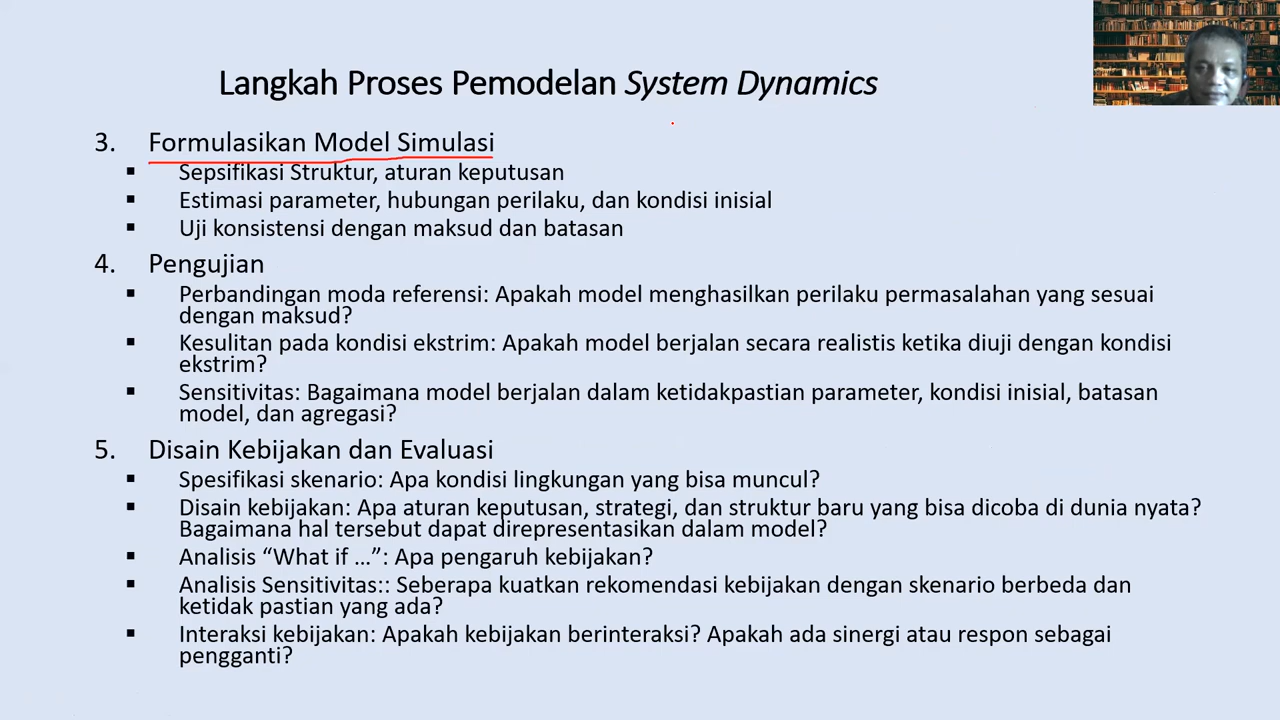 Langkah Proses Pemodelan System Dynamics
3. Formulasikan Model Simulasi
▪ Sepsifikasi Struktur, aturan keputusan
▪ Estimasi parameter, hubungan perilaku, dan kondisi inisial
▪ Uji konsistensi dengan maksud dan batasan
4. Pengujian
▪ Perbandingan moda referensi: Apakah model menghasilkan perilaku permasalahan yang sesuai
dengan maksud?
▪ Kesulitan pada kondisi ekstrim: Apakah model berjalan secara realistis ketika diuji dengan kondisi
ekstrim?
▪ Sensitivitas: Bagaimana model berjalan dalam ketidakpastian parameter, kondisi inisial, batasan
model, dan agregasi?
5. Disain Kebijakan dan Evaluasi
▪ Spesifikasi skenario: Apa kondisi lingkungan yang bisa muncul?
▪ Disain kebijakan: Apa aturan keputusan, strategi, dan struktur baru yang bisa dicoba di dunia nyata?
Bagaimana hal tersebut dapat direpresentasikan dalam model?
▪ Analisis “What if …”: Apa pengaruh kebijakan?
▪ Analisis Sensitivitas:: Seberapa kuatkan rekomendasi kebijakan dengan skenario berbeda dan
ketidak pastian yang ada?
▪ Interaksi kebijakan: Apakah kebijakan berinteraksi? Apakah ada sinergi atau respon sebagai
pengganti?